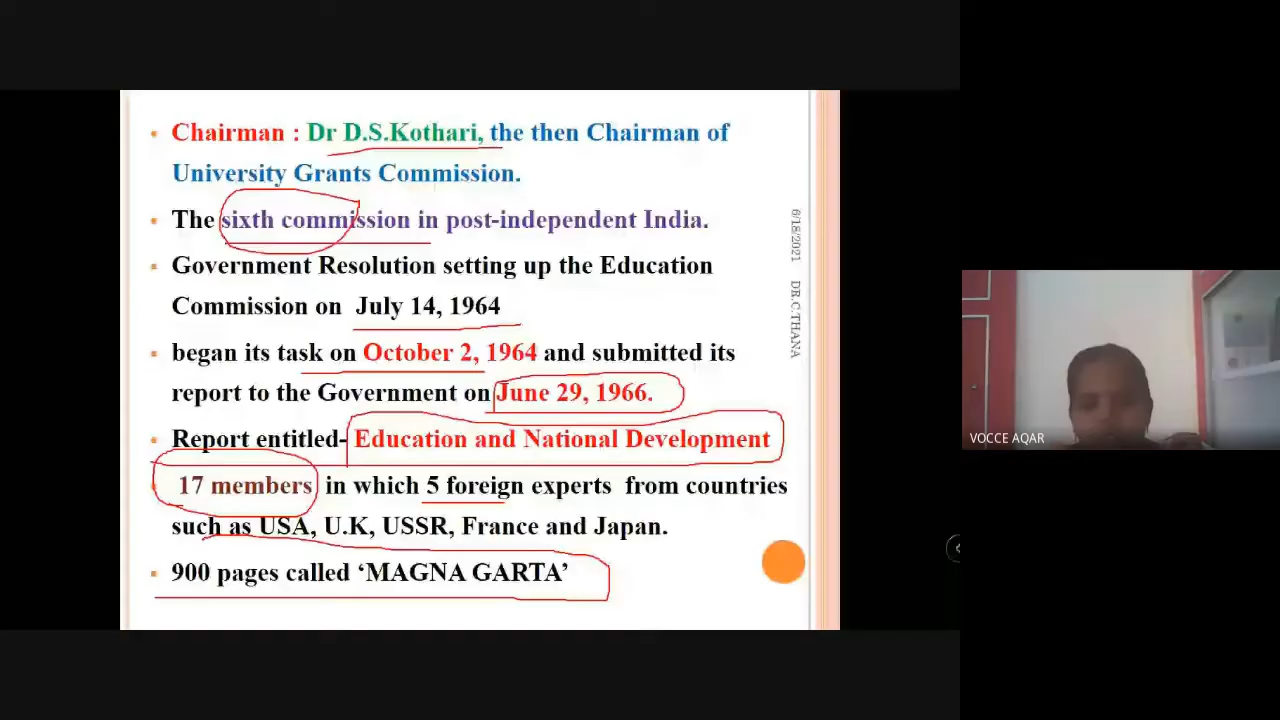 Chairman : Dr D.S.Kothari, the then Chairman of
University Grants Commission.
The sixth commission in post-independent India.
Government Resolution setting up the Education
Commission on July 14, 1964
began its task on October 2, 1964 and submitted its
report to the Government on June 29, 1966.
Report entitled- Education and National Development
17 members in which 5 foreign experts from countries
such as USA, U.K, USSR, France and Japan.
900 pages called ‘MAGNA GARTA’
6/18/2021 DR.C.THANA
VOCCE AQAR